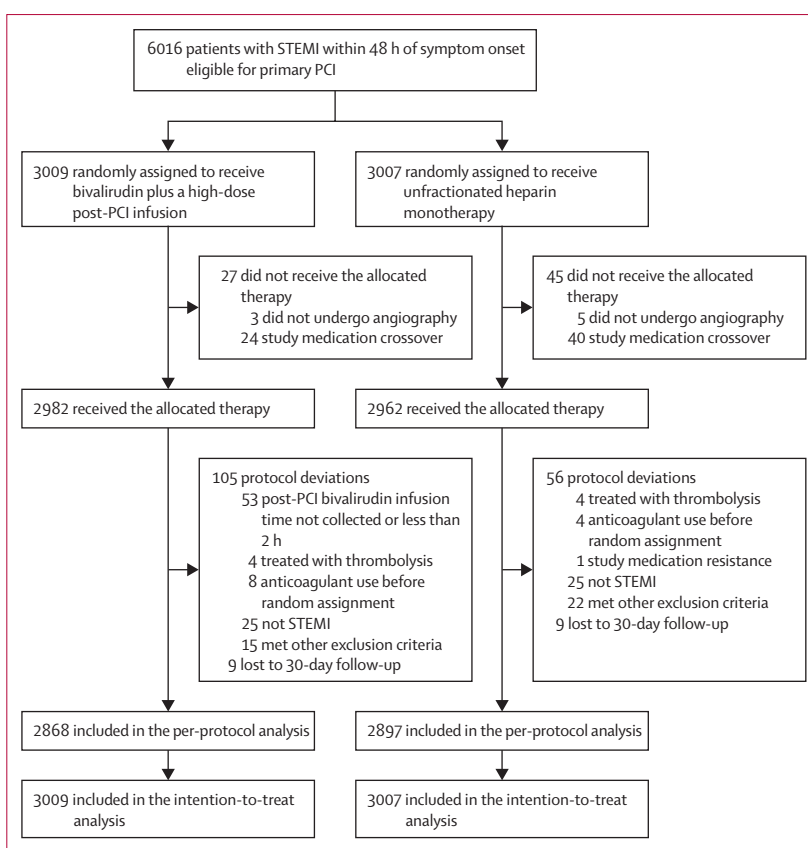 6016 patients with STEMI within 48 h of symptom onset
eligible for primary PCI
3009 randomly assigned to receive
bivalirudin plus a high-dose
post-PCI infusion
3007 randomly assigned to receive
unfractionated heparin
monotherapy
27 did not receive the allocated
therapy
3 did not undergo angiography
24 study medication crossover
45 did not receive the allocated
therapy
5 did not undergo angiography
40 study medication crossover
2982 received the allocated therapy
2962 received the allocated therapy
105 protocol deviations
53 post-PCI bivalirudin infusion
time not collected or less than
2 h
4 treated with thrombolysis
8 anticoagulant use before
random assignment
25 not STEMI
15 met other exclusion criteria
9 lost to 30-day follow-up
56 protocol deviations
4 treated with thrombolysis
4 anticoagulant use before
random assignment
1 study medication resistance
25 not STEMI
22 met other exclusion criteria
9 lost to 30-day follow-up
2868 included in the per-protocol analysis
2897 included in the per-protocol analysis
3009 included in the intention-to-treat
analysis
3007 included in the intention-to-treat
analysis